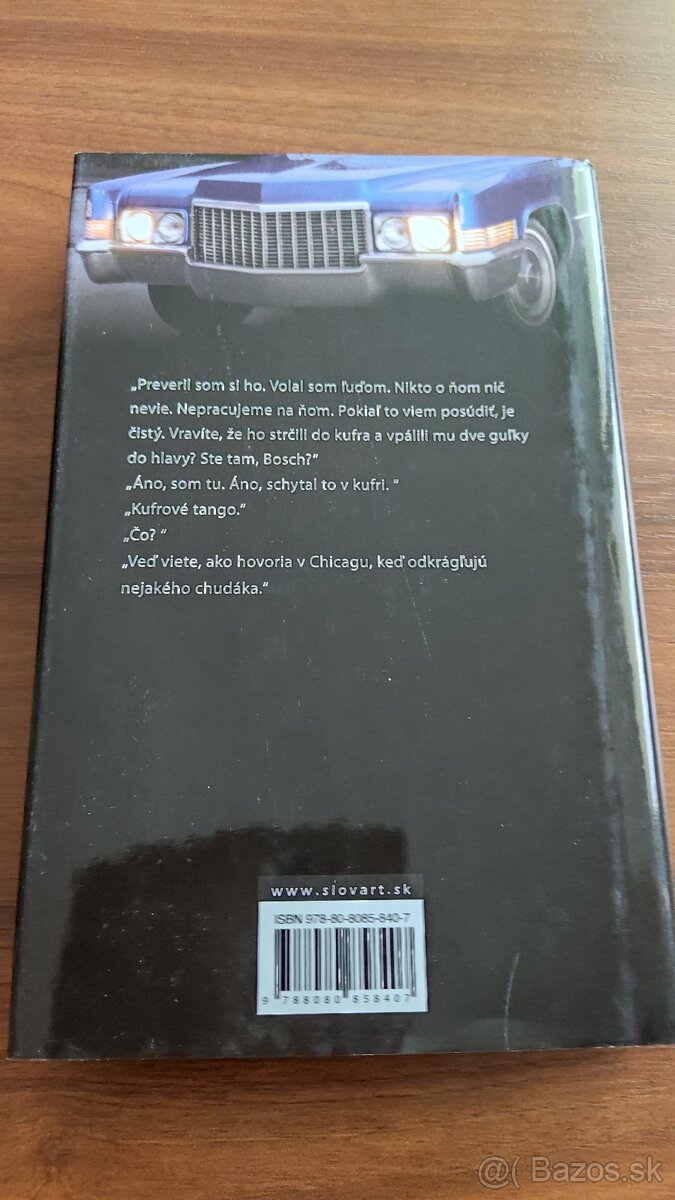 „Preveril som si ho. Volal som ľuďom. Nikto o ňom nič
nevie. Nepracujeme na ňom. Pokiaľ to viem posúdiť, je
čistý. Vravíte, že ho strčili do kufra a vpálili mu dve guľky
do hlavy? Ste tam, Bosch?“
„Áno, som tu. Áno, schytal to v kufri. “
„Kufrové tango.“
„Čo? “
„Veď viete, ako hovoria v Chicagu, keď odkrágľujú
nejakého chudáka.“
www.slovart.sk
ISBN 978-80-8085-840-7
9 788080 858407
@ Bazos.sk